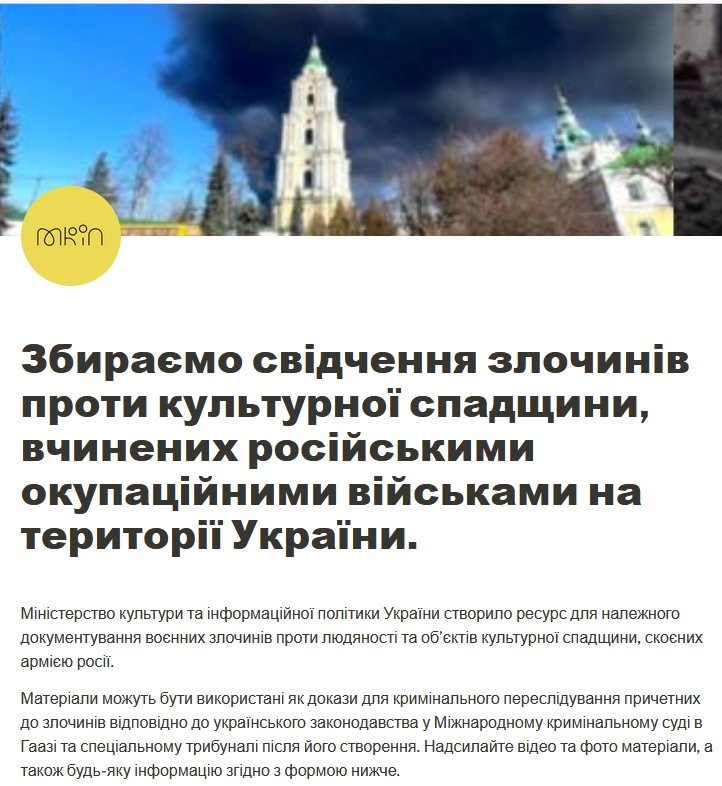 мкіп
Збираємо свідчення злочинів
проти культурної спадщини,
вчинених російськими
окупаційними військами на
території України.
Міністерство культури та інформаційної політики України створило ресурс для належного
документування воєнних злочинів проти людяності та об’єктів культурної спадщини, скоєних
армією росії.
Матеріали можуть бути використані як докази для кримінального переслідування причетних
до злочинів відповідно до українського законодавства у Міжнародному кримінальному суді в
Гаазі та спеціальному трибуналі після його створення. Надсилайте відео та фото матеріали, а
також будь-яку інформацію згідно з формою нижче.